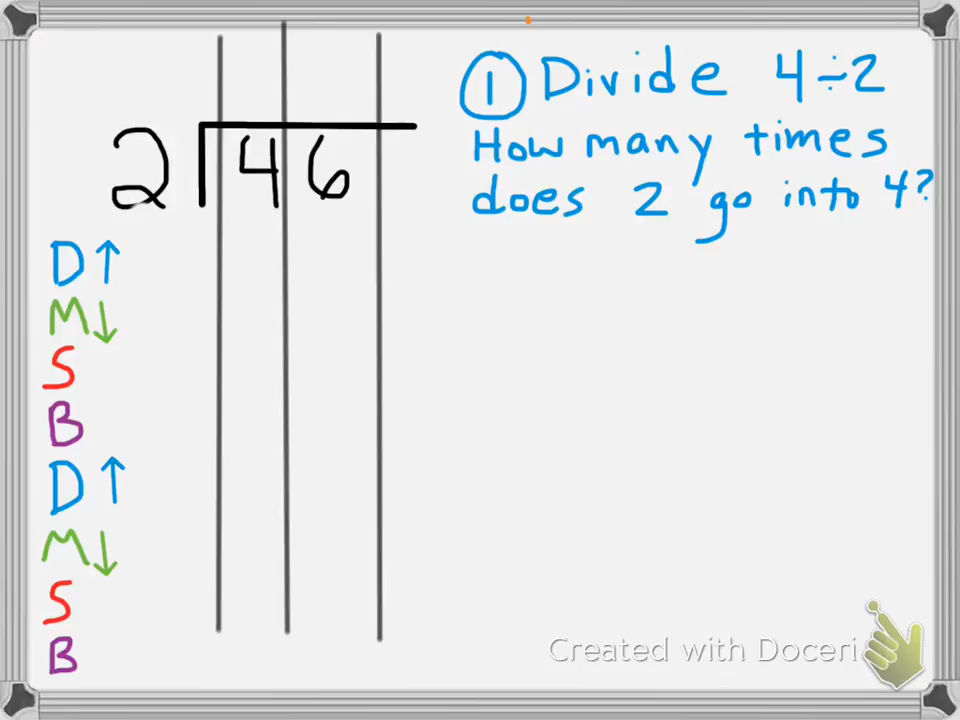 ① Divide 4÷2
How many times
does 2 go into 4?
2 46
D↑
M↓
S
B
D↑
M↓
S
B
Created with Doceri